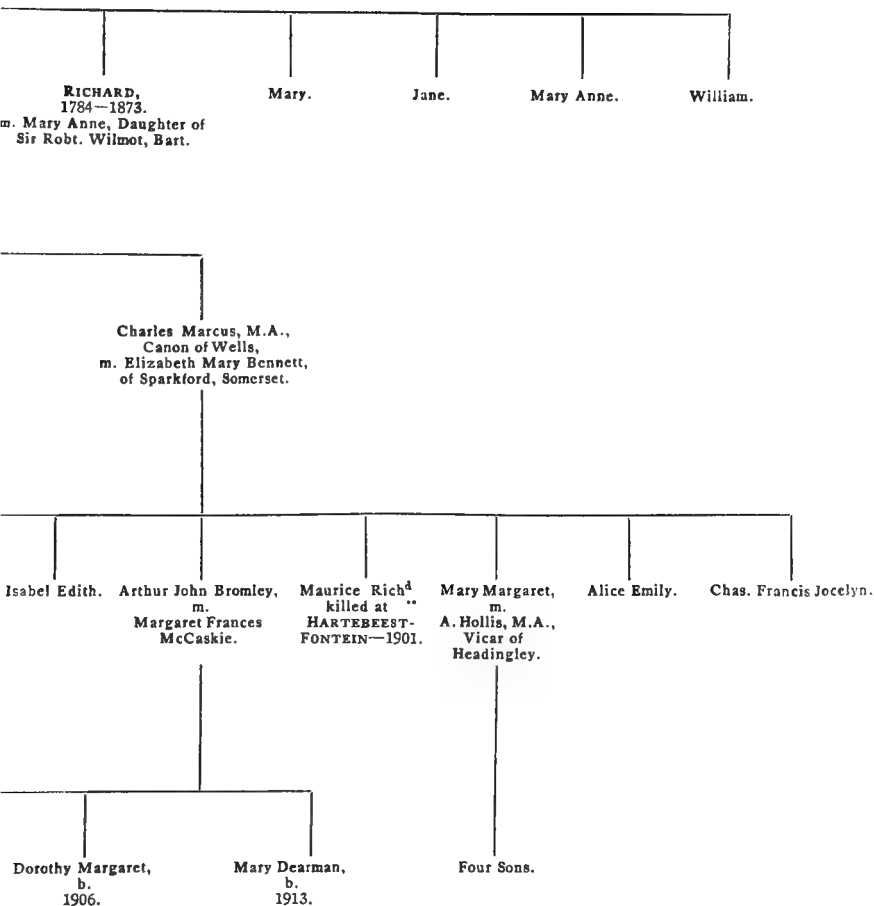 RICHARD,
1784—1873.
m. Mary Anne, Daughter of
Sir Robt. Wilmot, Bart.
Mary.
Jane.
Mary Anne.
William.
Charles Marcus, M.A.,
Canon of Wells,
m. Elizabeth Mary Bennett,
of Sparkford, Somerset.
Isabel Edith.
Arthur John Bromley,
m.
Margaret Frances
McCaskie.
Maurice Richᵈ
killed at
HARTEBEEST-
FONTEIN—1901.
Mary Margaret,
m.
A. Hollis, M.A.,
Vicar of
Headingley.
Alice Emily.
Chas. Francis Jocelyn.
Dorothy Margaret,
b.
1906.
Mary Dearman,
b.
1913.
Four Sons.